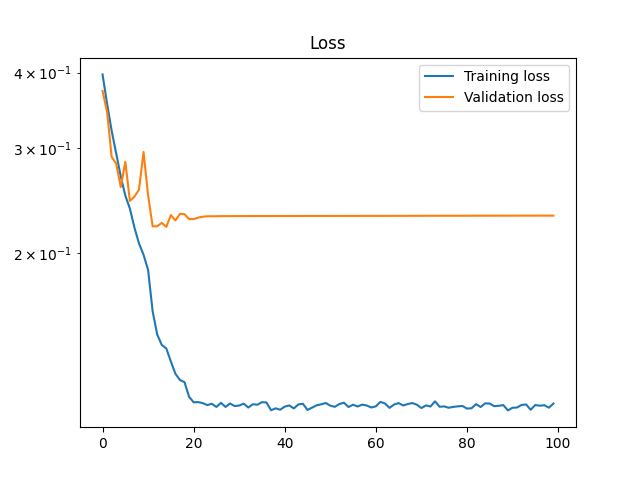 Loss
Training loss
Validation loss
4 × 10⁻¹
3 × 10⁻¹
2 × 10⁻¹
0 20 40 60 80 100